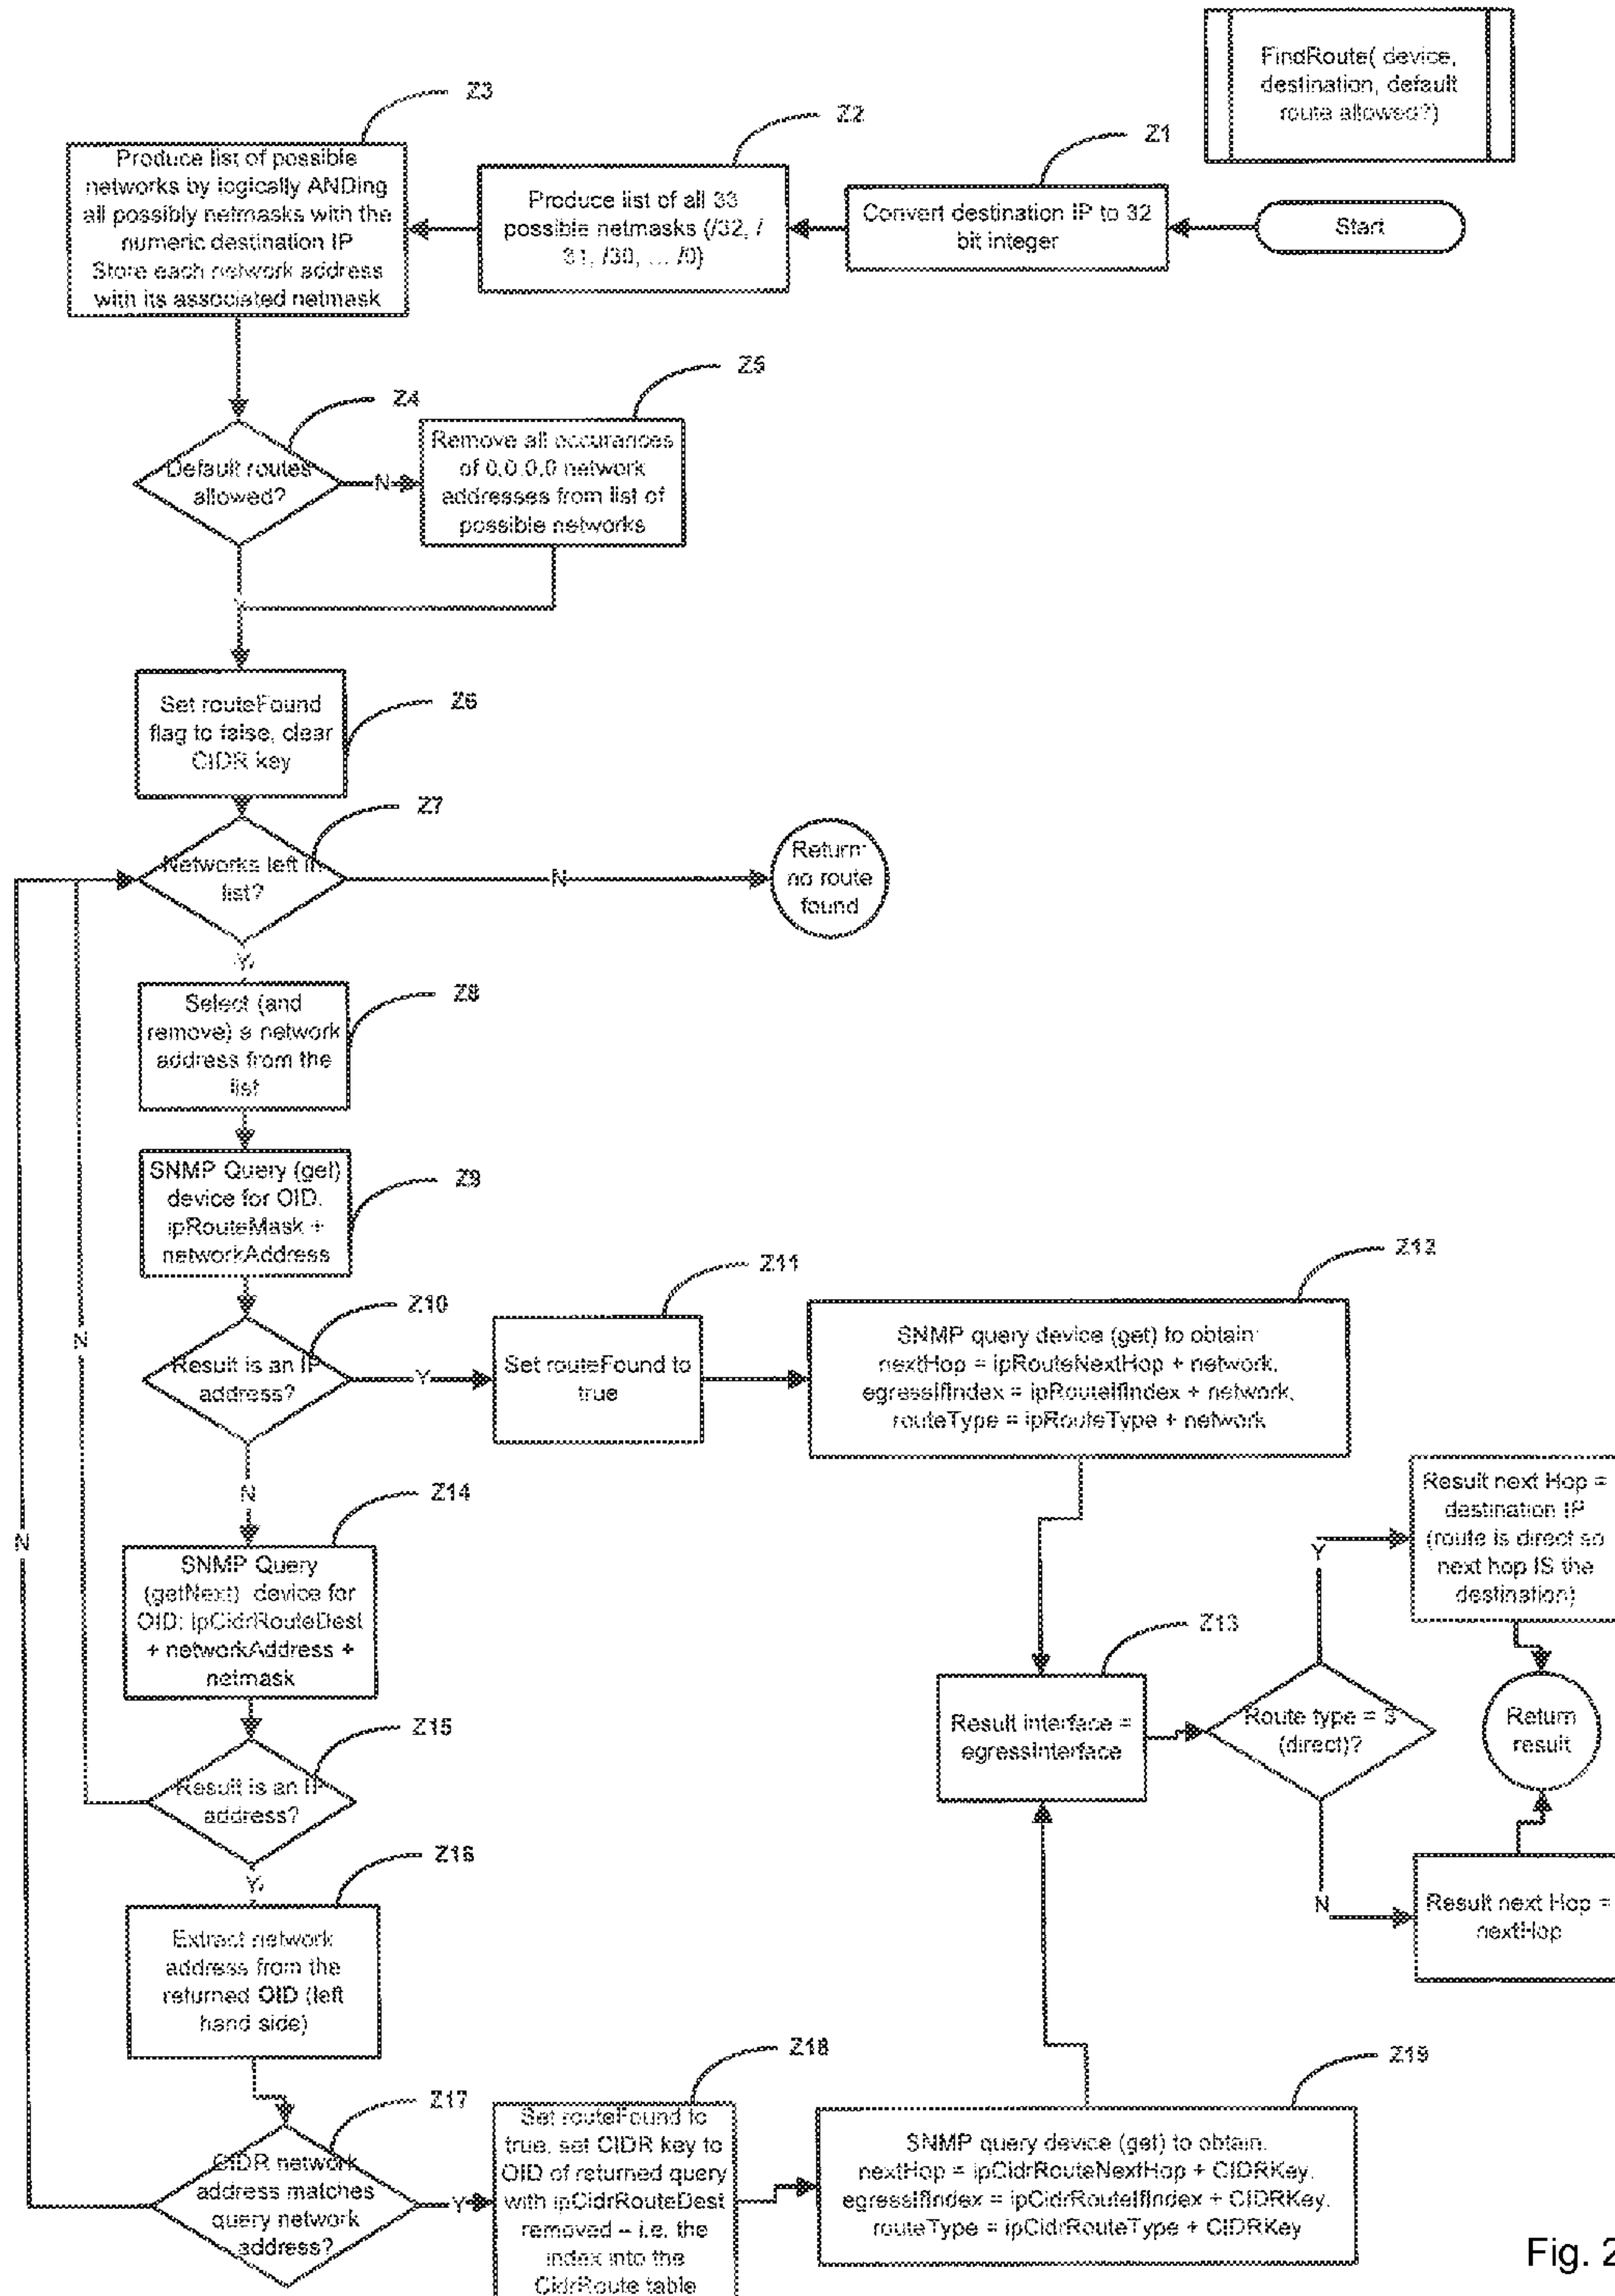 FindRoute( device,
destination, default
route allowed?)
Start
Z1
Convert destination IP to 32
bit integer
Z2
Produce list of all 33
possible netmasks (/32, /
31, /30, ... /0)
Z3
Produce list of possible
networks by logically ANDing
all possibly netmasks with the
numeric destination IP
Store each network address
with its associated netmask
Z4
Default routes
allowed?
N
Z5
Remove all occurances
of 0.0.0.0 network
addresses from list of
possible networks
Y
Z6
Set routeFound
flag to false, clear
CIDR key
Z7
Networks left in
list?
N
Return:
no route
found
Y
Z8
Select (and
remove) a network
address from the
list
Z9
SNMP Query (get)
device for OID.
ipRouteMask +
networkAddress
Z10
Result is an IP
address?
Y
Z11
Set routeFound to
true
Z12
SNMP query device (get) to obtain:
nextHop = ipRouteNextHop + network,
egressIfIndex = ipRouteIfIndex + network,
routeType = ipRouteType + network
N
Z14
SNMP Query
(getNext) device for
OID: ipCidrRouteDest
+ networkAddress +
netmask
Z15
Result is an IP
address?
N
Y
Z16
Extract network
address from the
returned OID (left
hand side)
Z17
CIDR network
address matches
query network
address?
N
Y
Z18
Set routeFound to
true, set CIDR key to
OID of returned query
with ipCidrRouteDest
removed – i.e. the
index into the
CidrRoute table
Z19
SNMP query device (get) to obtain.
nextHop = ipCidrRouteNextHop + CIDRKey,
egressIfIndex = ipCidrRouteIfIndex + CIDRKey,
routeType = ipCidrRouteType + CIDRKey
Z13
Result interface =
egressInterface
Route type = 3
(direct)?
Y
Result next Hop =
destination IP
(route is direct so
next hop IS the
destination)
N
Result next Hop =
nextHop
Return
result
Fig. 2